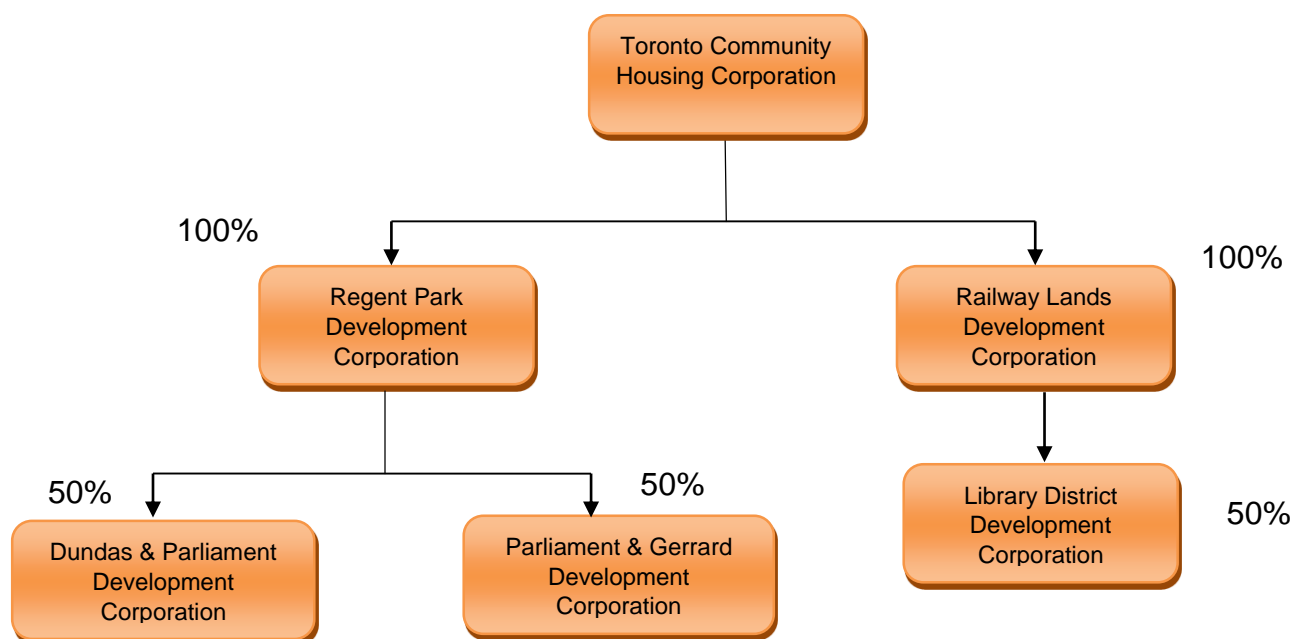 Toronto Community
Housing Corporation
100%
100%
Regent Park
Development
Corporation
Railway Lands
Development
Corporation
50%
50%
Dundas & Parliament
Development
Corporation
Parliament & Gerrard
Development
Corporation
Library District
Development
Corporation
50%